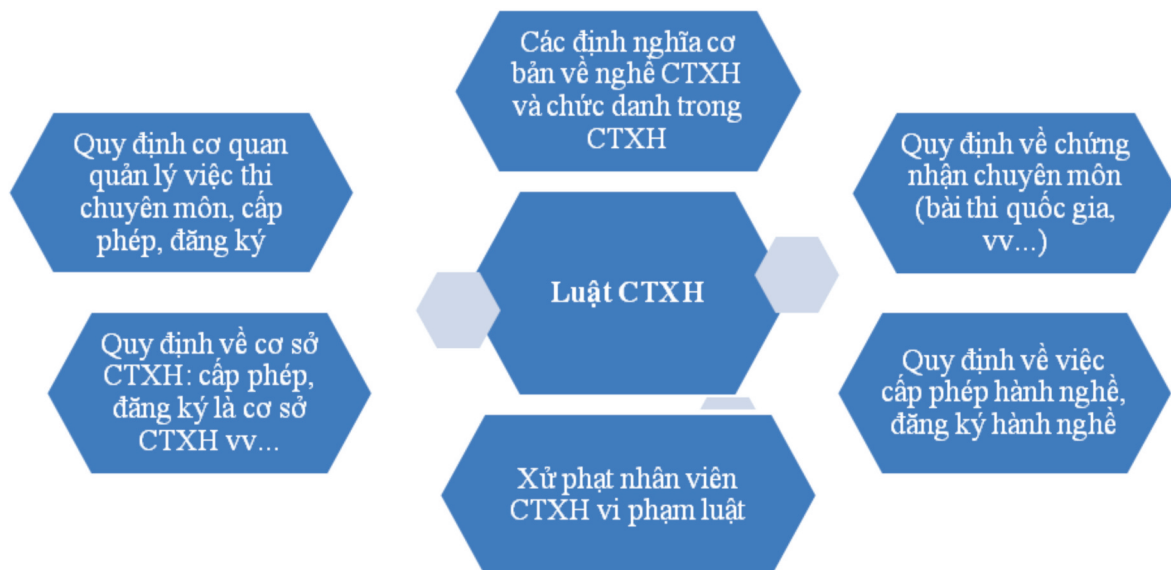 Các định nghĩa cơ
bản về nghề CTXH
và chức danh trong
CTXH
Quy định cơ quan
quản lý việc thi
chuyên môn, cấp
phép, đăng ký
Quy định về chứng
nhận chuyên môn
(bài thi quốc gia,
vv...)
Luật CTXH
Quy định về cơ sở
CTXH: cấp phép,
đăng ký là cơ sở
CTXH vv...
Quy định về việc
cấp phép hành nghề,
đăng ký hành nghề
Xử phạt nhân viên
CTXH vi phạm luật